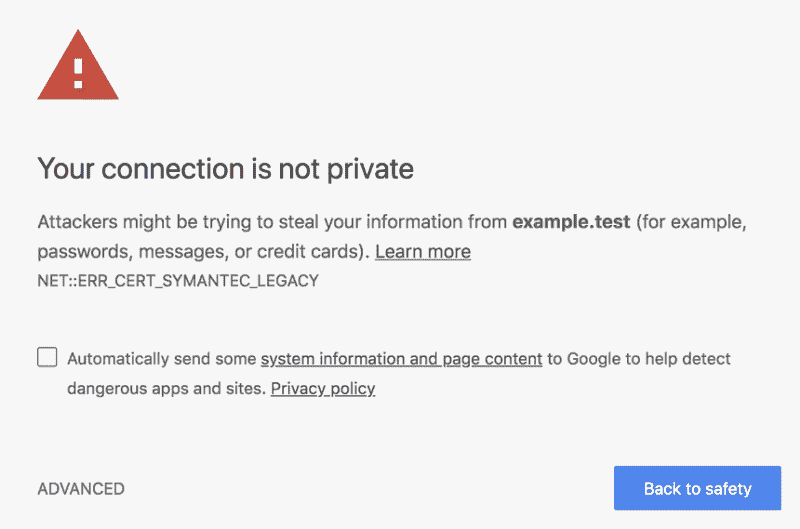 Your connection is not private
Attackers might be trying to steal your information from example.test (for example,
passwords, messages, or credit cards). Learn more
NET::ERR_CERT_SYMANTEC_LEGACY
Automatically send some system information and page content to Google to help detect
dangerous apps and sites. Privacy policy
ADVANCED
Back to safety